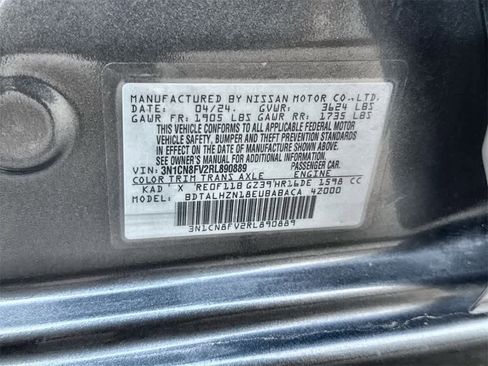 MANUFACTURED BY NISSAN MOTOR CO.,LTD.
DATE: 04/24. GVWR: 3624 LBS
GAWR FR: 1905 LBS GAWR RR: 1735 LBS
THIS VEHICLE CONFORMS TO ALL APPLICABLE FEDERAL MOTOR
VEHICLE SAFETY, BUMPER AND THEFT PREVENTION STANDARDS
IN EFFECT ON THE DATE OF MANUFACTURE SHOWN ABOVE.
SEE OWNER'S MANUAL FOR ADDITIONAL INFORMATION
VIN: 3N1CN8FV2RL890889 PASSENGER CAR
COLOR TRIM TRANS AXLE ENGINE
KAD X RE0F11B GZ39 HR16DE 1598 CC
MODEL: BDTALHZN18EUBABACA 4Z000
3N1CN8FV2RL890889